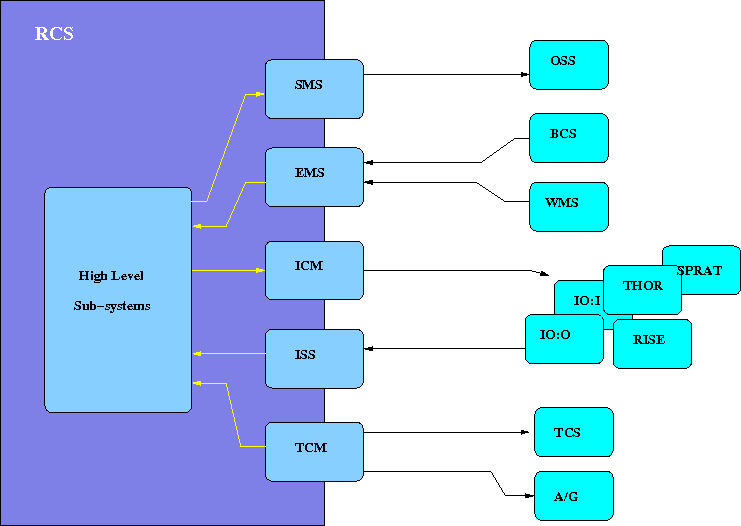 RCS
OSS
SMS
BCS
EMS
WMS
High Level
Sub-systems
ICM
SPRAT
THOR
IO:I
IO:O
RISE
ISS
TCS
TCM
A/G